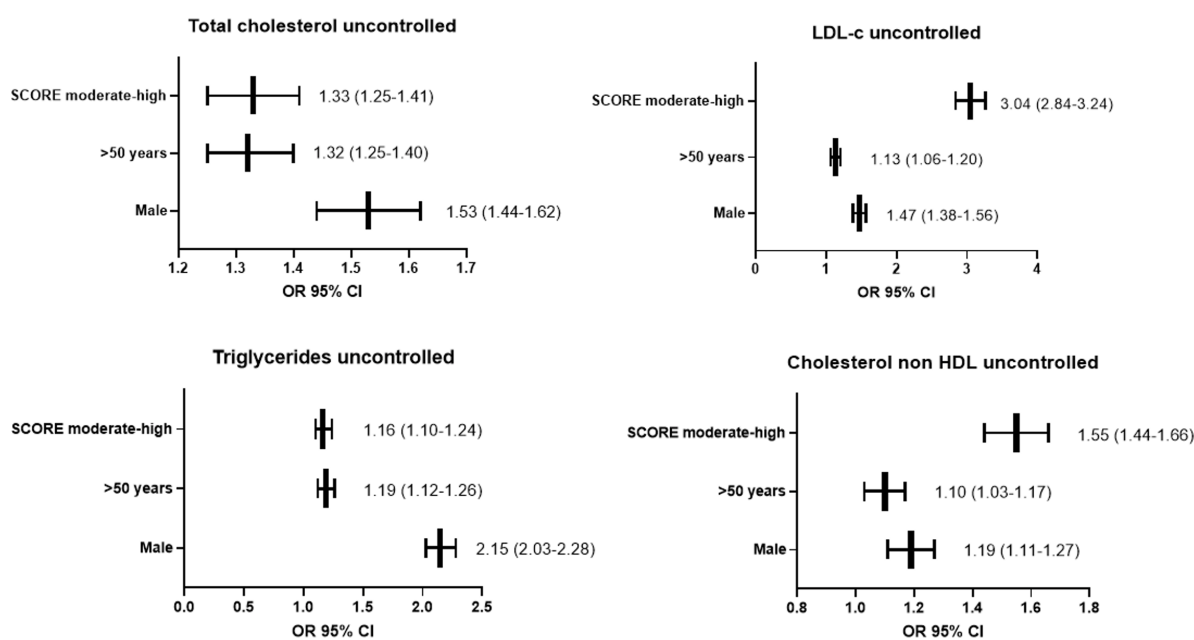 Total cholesterol uncontrolled
SCORE moderate-high
1.33 (1.25-1.41)
>50 years
1.32 (1.25-1.40)
Male
1.53 (1.44-1.62)
1.2 1.3 1.4 1.5 1.6 1.7
OR 95% CI
LDL-c uncontrolled
SCORE moderate-high
3.04 (2.84-3.24)
>50 years
1.13 (1.06-1.20)
Male
1.47 (1.38-1.56)
0 1 2 3 4
OR 95% CI
Triglycerides uncontrolled
SCORE moderate-high
1.16 (1.10-1.24)
>50 years
1.19 (1.12-1.26)
Male
2.15 (2.03-2.28)
0.0 0.5 1.0 1.5 2.0 2.5
OR 95% CI
Cholesterol non HDL uncontrolled
SCORE moderate-high
1.55 (1.44-1.66)
>50 years
1.10 (1.03-1.17)
Male
1.19 (1.11-1.27)
0.8 1.0 1.2 1.4 1.6 1.8
OR 95% CI